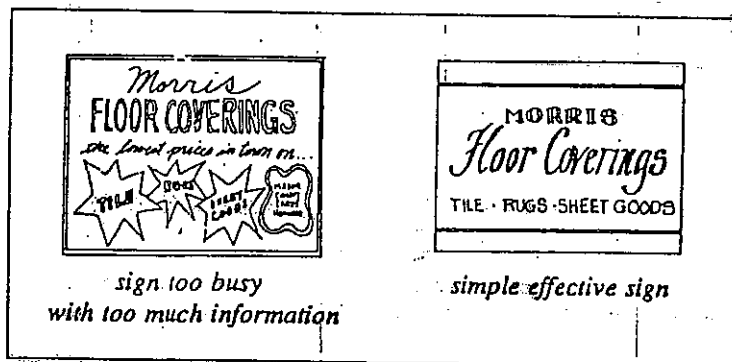 Morris
FLOOR COVERINGS
the lowest prices in town on...
TILE
RUGS
SHEET
GOODS
sign too busy
with too much information
MORRIS
Floor Coverings
TILE · RUGS · SHEET GOODS
simple effective sign